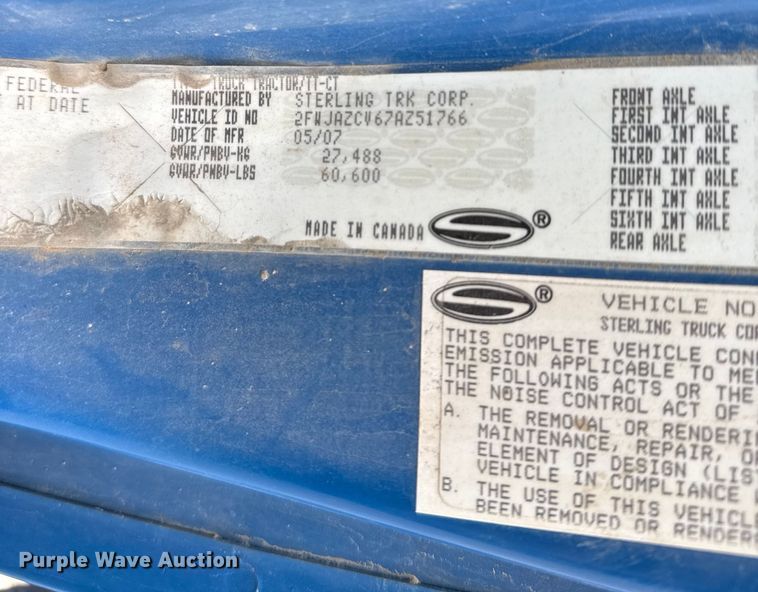 FEDERAL
T AT DATE
TYPE TRUCK TRACTOR/TT-CT
MANUFACTURED BY STERLING TRK CORP.
VEHICLE ID NO 2FWJAZCV67AZ51766
DATE OF MFR 05/07
GVWR/PNBV-KG 27,488
GVWR/PNBV-LBS 60,600
MADE IN CANADA ®
FRONT AXLE
FIRST INT AXLE
SECOND INT AXLE
THIRD INT AXLE
FOURTH INT AXLE
FIFTH INT AXLE
SIXTH INT AXLE
REAR AXLE
® VEHICLE NO
STERLING TRUCK CO
THIS COMPLETE VEHICLE CON
EMISSION APPLICABLE TO ME
THE FOLLOWING ACTS OR THE
THE NOISE CONTROL ACT OF
A. THE REMOVAL OR RENDERI
MAINTENANCE, REPAIR, O
ELEMENT OF DESIGN (LIS
VEHICLE IN COMPLIANCE
B. THE USE OF THIS VEHICL
BEEN REMOVED OR RENDER
Purple Wave Auction